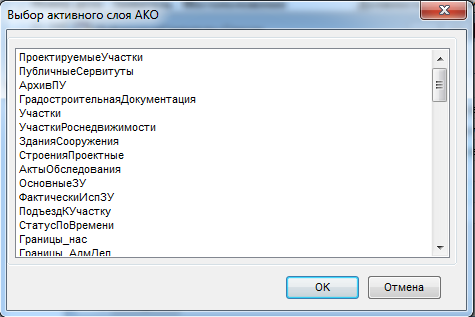 Выбор активного слоя АКО
ПроектируемыеУчастки
ПубличныеСервитуты
АрхивПУ
ГрадостроительнаяДокументация
Участки
УчасткиРоснедвижимости
ЗданияСооружения
СтроенияПроектные
АктыОбследования
ОсновныеЗУ
ФактическиИспЗУ
ПодъездКУчастку
СтатусПоВремени
Границы_нас
Границы_АдмДел
OK
Отмена